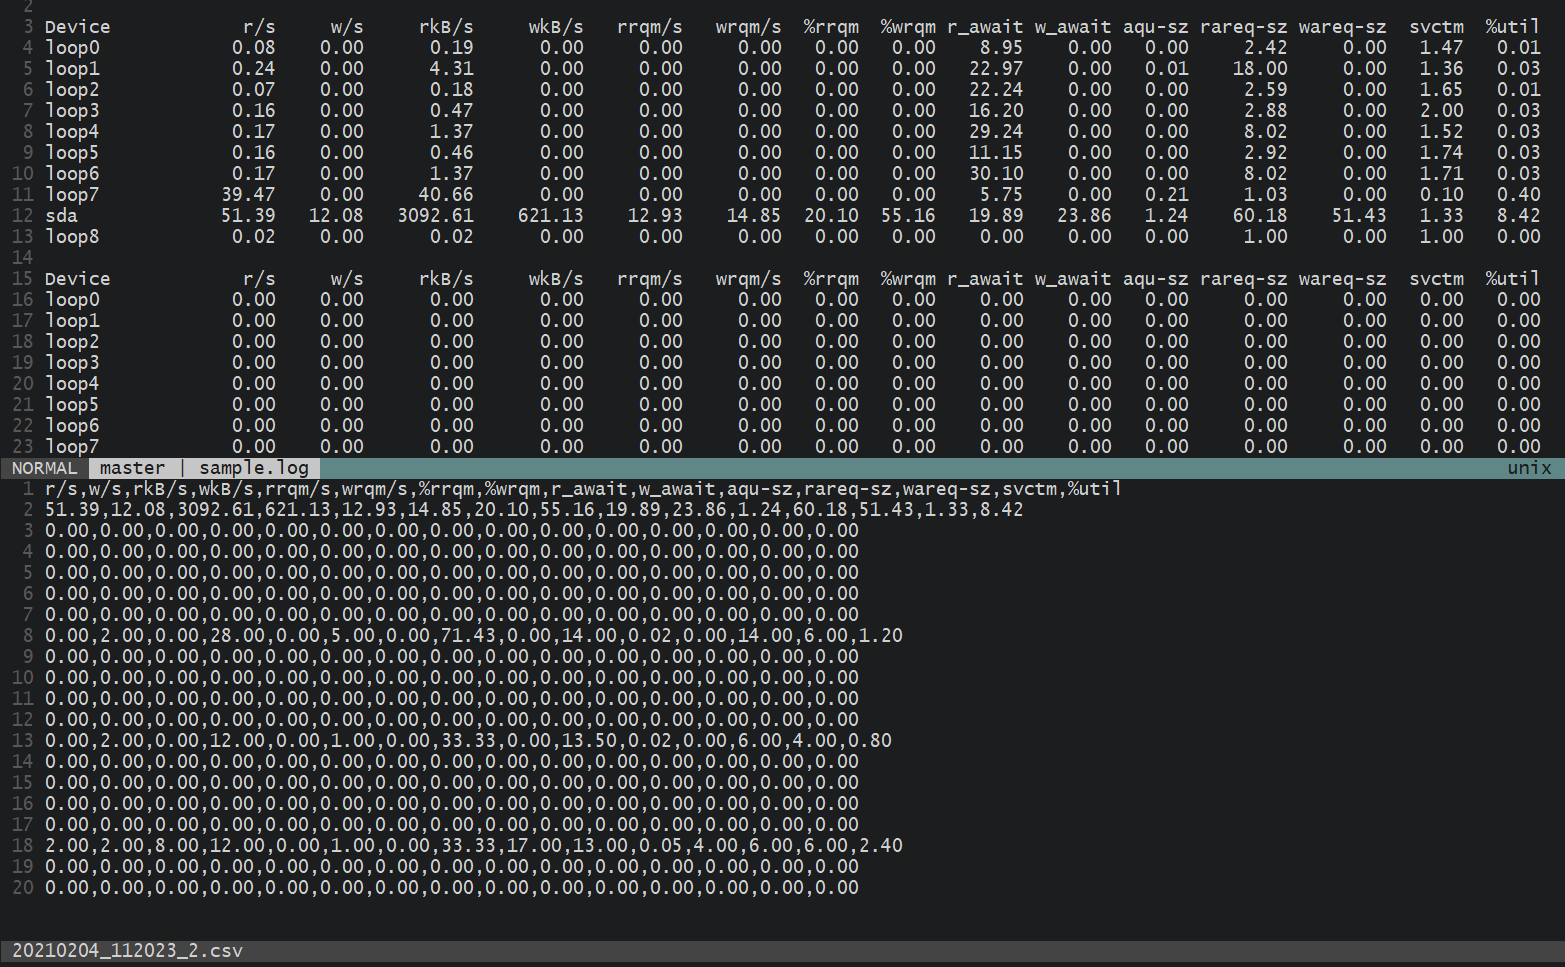 2
3 Device r/s w/s rkB/s wkB/s rrqm/s wrqm/s %rrqm %wrqm r_await w_await aqu-sz rareq-sz wareq-sz svctm %util
4 loop0 0.08 0.00 0.19 0.00 0.00 0.00 0.00 0.00 8.95 0.00 0.00 2.42 0.00 1.47 0.01
5 loop1 0.24 0.00 4.31 0.00 0.00 0.00 0.00 0.00 22.97 0.00 0.01 18.00 0.00 1.36 0.03
6 loop2 0.07 0.00 0.18 0.00 0.00 0.00 0.00 0.00 22.24 0.00 0.00 2.59 0.00 1.65 0.01
7 loop3 0.16 0.00 0.47 0.00 0.00 0.00 0.00 0.00 16.20 0.00 0.00 2.88 0.00 2.00 0.03
8 loop4 0.17 0.00 1.37 0.00 0.00 0.00 0.00 0.00 29.24 0.00 0.00 8.02 0.00 1.52 0.03
9 loop5 0.16 0.00 0.46 0.00 0.00 0.00 0.00 0.00 11.15 0.00 0.00 2.92 0.00 1.74 0.03
10 loop6 0.17 0.00 1.37 0.00 0.00 0.00 0.00 0.00 30.10 0.00 0.00 8.02 0.00 1.71 0.03
11 loop7 39.47 0.00 40.66 0.00 0.00 0.00 0.00 0.00 5.75 0.00 0.21 1.03 0.00 0.10 0.40
12 sda 51.39 12.08 3092.61 621.13 12.93 14.85 20.10 55.16 19.89 23.86 1.24 60.18 51.43 1.33 8.42
13 loop8 0.02 0.00 0.02 0.00 0.00 0.00 0.00 0.00 0.00 0.00 0.00 1.00 0.00 1.00 0.00
14
15 Device r/s w/s rkB/s wkB/s rrqm/s wrqm/s %rrqm %wrqm r_await w_await aqu-sz rareq-sz wareq-sz svctm %util
16 loop0 0.00 0.00 0.00 0.00 0.00 0.00 0.00 0.00 0.00 0.00 0.00 0.00 0.00 0.00 0.00
17 loop1 0.00 0.00 0.00 0.00 0.00 0.00 0.00 0.00 0.00 0.00 0.00 0.00 0.00 0.00 0.00
18 loop2 0.00 0.00 0.00 0.00 0.00 0.00 0.00 0.00 0.00 0.00 0.00 0.00 0.00 0.00 0.00
19 loop3 0.00 0.00 0.00 0.00 0.00 0.00 0.00 0.00 0.00 0.00 0.00 0.00 0.00 0.00 0.00
20 loop4 0.00 0.00 0.00 0.00 0.00 0.00 0.00 0.00 0.00 0.00 0.00 0.00 0.00 0.00 0.00
21 loop5 0.00 0.00 0.00 0.00 0.00 0.00 0.00 0.00 0.00 0.00 0.00 0.00 0.00 0.00 0.00
22 loop6 0.00 0.00 0.00 0.00 0.00 0.00 0.00 0.00 0.00 0.00 0.00 0.00 0.00 0.00 0.00
23 loop7 0.00 0.00 0.00 0.00 0.00 0.00 0.00 0.00 0.00 0.00 0.00 0.00 0.00 0.00 0.00
NORMAL master | sample.log unix
1 r/s,w/s,rkB/s,wkB/s,rrqm/s,wrqm/s,%rrqm,%wrqm,r_await,w_await,aqu-sz,rareq-sz,wareq-sz,svctm,%util
2 51.39,12.08,3092.61,621.13,12.93,14.85,20.10,55.16,19.89,23.86,1.24,60.18,51.43,1.33,8.42
3 0.00,0.00,0.00,0.00,0.00,0.00,0.00,0.00,0.00,0.00,0.00,0.00,0.00,0.00,0.00
4 0.00,0.00,0.00,0.00,0.00,0.00,0.00,0.00,0.00,0.00,0.00,0.00,0.00,0.00,0.00
5 0.00,0.00,0.00,0.00,0.00,0.00,0.00,0.00,0.00,0.00,0.00,0.00,0.00,0.00,0.00
6 0.00,0.00,0.00,0.00,0.00,0.00,0.00,0.00,0.00,0.00,0.00,0.00,0.00,0.00,0.00
7 0.00,0.00,0.00,0.00,0.00,0.00,0.00,0.00,0.00,0.00,0.00,0.00,0.00,0.00,0.00
8 0.00,2.00,0.00,28.00,0.00,5.00,0.00,71.43,0.00,14.00,0.02,0.00,14.00,6.00,1.20
9 0.00,0.00,0.00,0.00,0.00,0.00,0.00,0.00,0.00,0.00,0.00,0.00,0.00,0.00,0.00
10 0.00,0.00,0.00,0.00,0.00,0.00,0.00,0.00,0.00,0.00,0.00,0.00,0.00,0.00,0.00
11 0.00,0.00,0.00,0.00,0.00,0.00,0.00,0.00,0.00,0.00,0.00,0.00,0.00,0.00,0.00
12 0.00,0.00,0.00,0.00,0.00,0.00,0.00,0.00,0.00,0.00,0.00,0.00,0.00,0.00,0.00
13 0.00,2.00,0.00,12.00,0.00,1.00,0.00,33.33,0.00,13.50,0.02,0.00,6.00,4.00,0.80
14 0.00,0.00,0.00,0.00,0.00,0.00,0.00,0.00,0.00,0.00,0.00,0.00,0.00,0.00,0.00
15 0.00,0.00,0.00,0.00,0.00,0.00,0.00,0.00,0.00,0.00,0.00,0.00,0.00,0.00,0.00
16 0.00,0.00,0.00,0.00,0.00,0.00,0.00,0.00,0.00,0.00,0.00,0.00,0.00,0.00,0.00
17 0.00,0.00,0.00,0.00,0.00,0.00,0.00,0.00,0.00,0.00,0.00,0.00,0.00,0.00,0.00
18 2.00,2.00,8.00,12.00,0.00,1.00,0.00,33.33,17.00,13.00,0.05,4.00,6.00,6.00,2.40
19 0.00,0.00,0.00,0.00,0.00,0.00,0.00,0.00,0.00,0.00,0.00,0.00,0.00,0.00,0.00
20 0.00,0.00,0.00,0.00,0.00,0.00,0.00,0.00,0.00,0.00,0.00,0.00,0.00,0.00,0.00
20210204_112023_2.csv